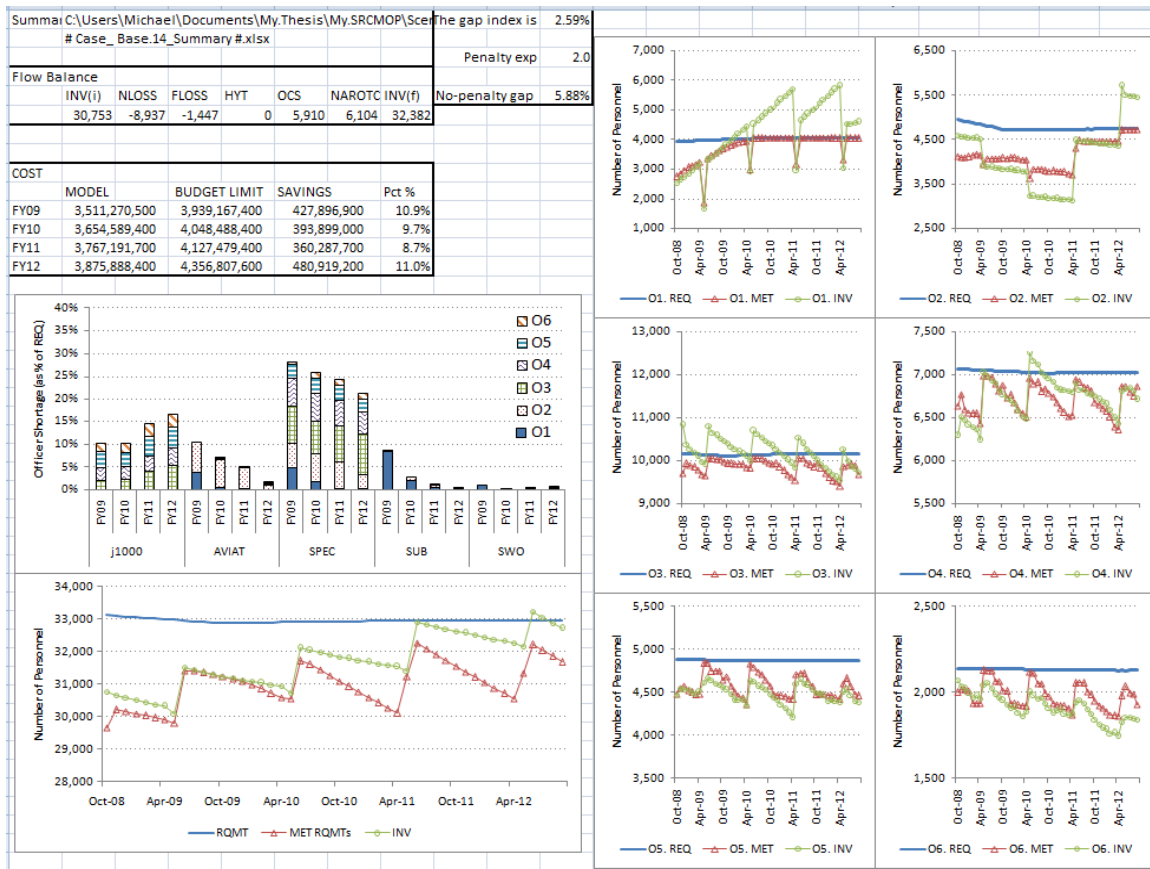 Summar C:\Users\Michael\Documents\My.Thesis\My.SRCMOP\Scer The gap index is 2.59%
# Case_ Base.14_Summary #.xlsx
Penalty exp 2.0
Flow Balance
INV(i) NLOSS FLOSS HYT OCS NAROTC INV(f) No-penalty gap 5.88%
30,753 -8,937 -1,447 0 5,910 6,104 32,382
COST
MODEL BUDGET LIMIT SAVINGS Pct %
FY09 3,511,270,500 3,939,167,400 427,896,900 10.9%
FY10 3,654,589,400 4,048,488,400 393,899,000 9.7%
FY11 3,767,191,700 4,127,479,400 360,287,700 8.7%
FY12 3,875,888,400 4,356,807,600 480,919,200 11.0%
Officer Shortage (as % of REQ)
40%
35%
30%
25%
20%
15%
10%
5%
0%
O6
O5
O4
O3
O2
O1
FY09 FY10 FY11 FY12 FY09 FY10 FY11 FY12 FY09 FY10 FY11 FY12 FY09 FY10 FY11 FY12 FY09 FY10 FY11 FY12
j1000 AVIAT SPEC SUB SWO
Number of Personnel
34,000
33,000
32,000
31,000
30,000
29,000
28,000
Oct-08 Apr-09 Oct-09 Apr-10 Oct-10 Apr-11 Oct-11 Apr-12
RQMT MET RQMTs INV
Number of Personnel
7,000
6,000
5,000
4,000
3,000
2,000
1,000
Oct-08 Apr-09 Oct-09 Apr-10 Oct-10 Apr-11 Oct-11 Apr-12
O1. REQ O1. MET O1. INV
Number of Personnel
6,500
5,500
4,500
3,500
2,500
Oct-08 Apr-09 Oct-09 Apr-10 Oct-10 Apr-11 Oct-11 Apr-12
O2. REQ O2. MET O2. INV
Number of Personnel
13,000
12,000
11,000
10,000
9,000
Oct-08 Apr-09 Oct-09 Apr-10 Oct-10 Apr-11 Oct-11 Apr-12
O3. REQ O3. MET O3. INV
Number of Personnel
7,500
7,000
6,500
6,000
5,500
Oct-08 Apr-09 Oct-09 Apr-10 Oct-10 Apr-11 Oct-11 Apr-12
O4. REQ O4. MET O4. INV
Number of Personnel
5,500
5,000
4,500
4,000
3,500
Oct-08 Apr-09 Oct-09 Apr-10 Oct-10 Apr-11 Oct-11 Apr-12
O5. REQ O5. MET O5. INV
Number of Personnel
2,500
2,000
1,500
Oct-08 Apr-09 Oct-09 Apr-10 Oct-10 Apr-11 Oct-11 Apr-12
O6. REQ O6. MET O6. INV